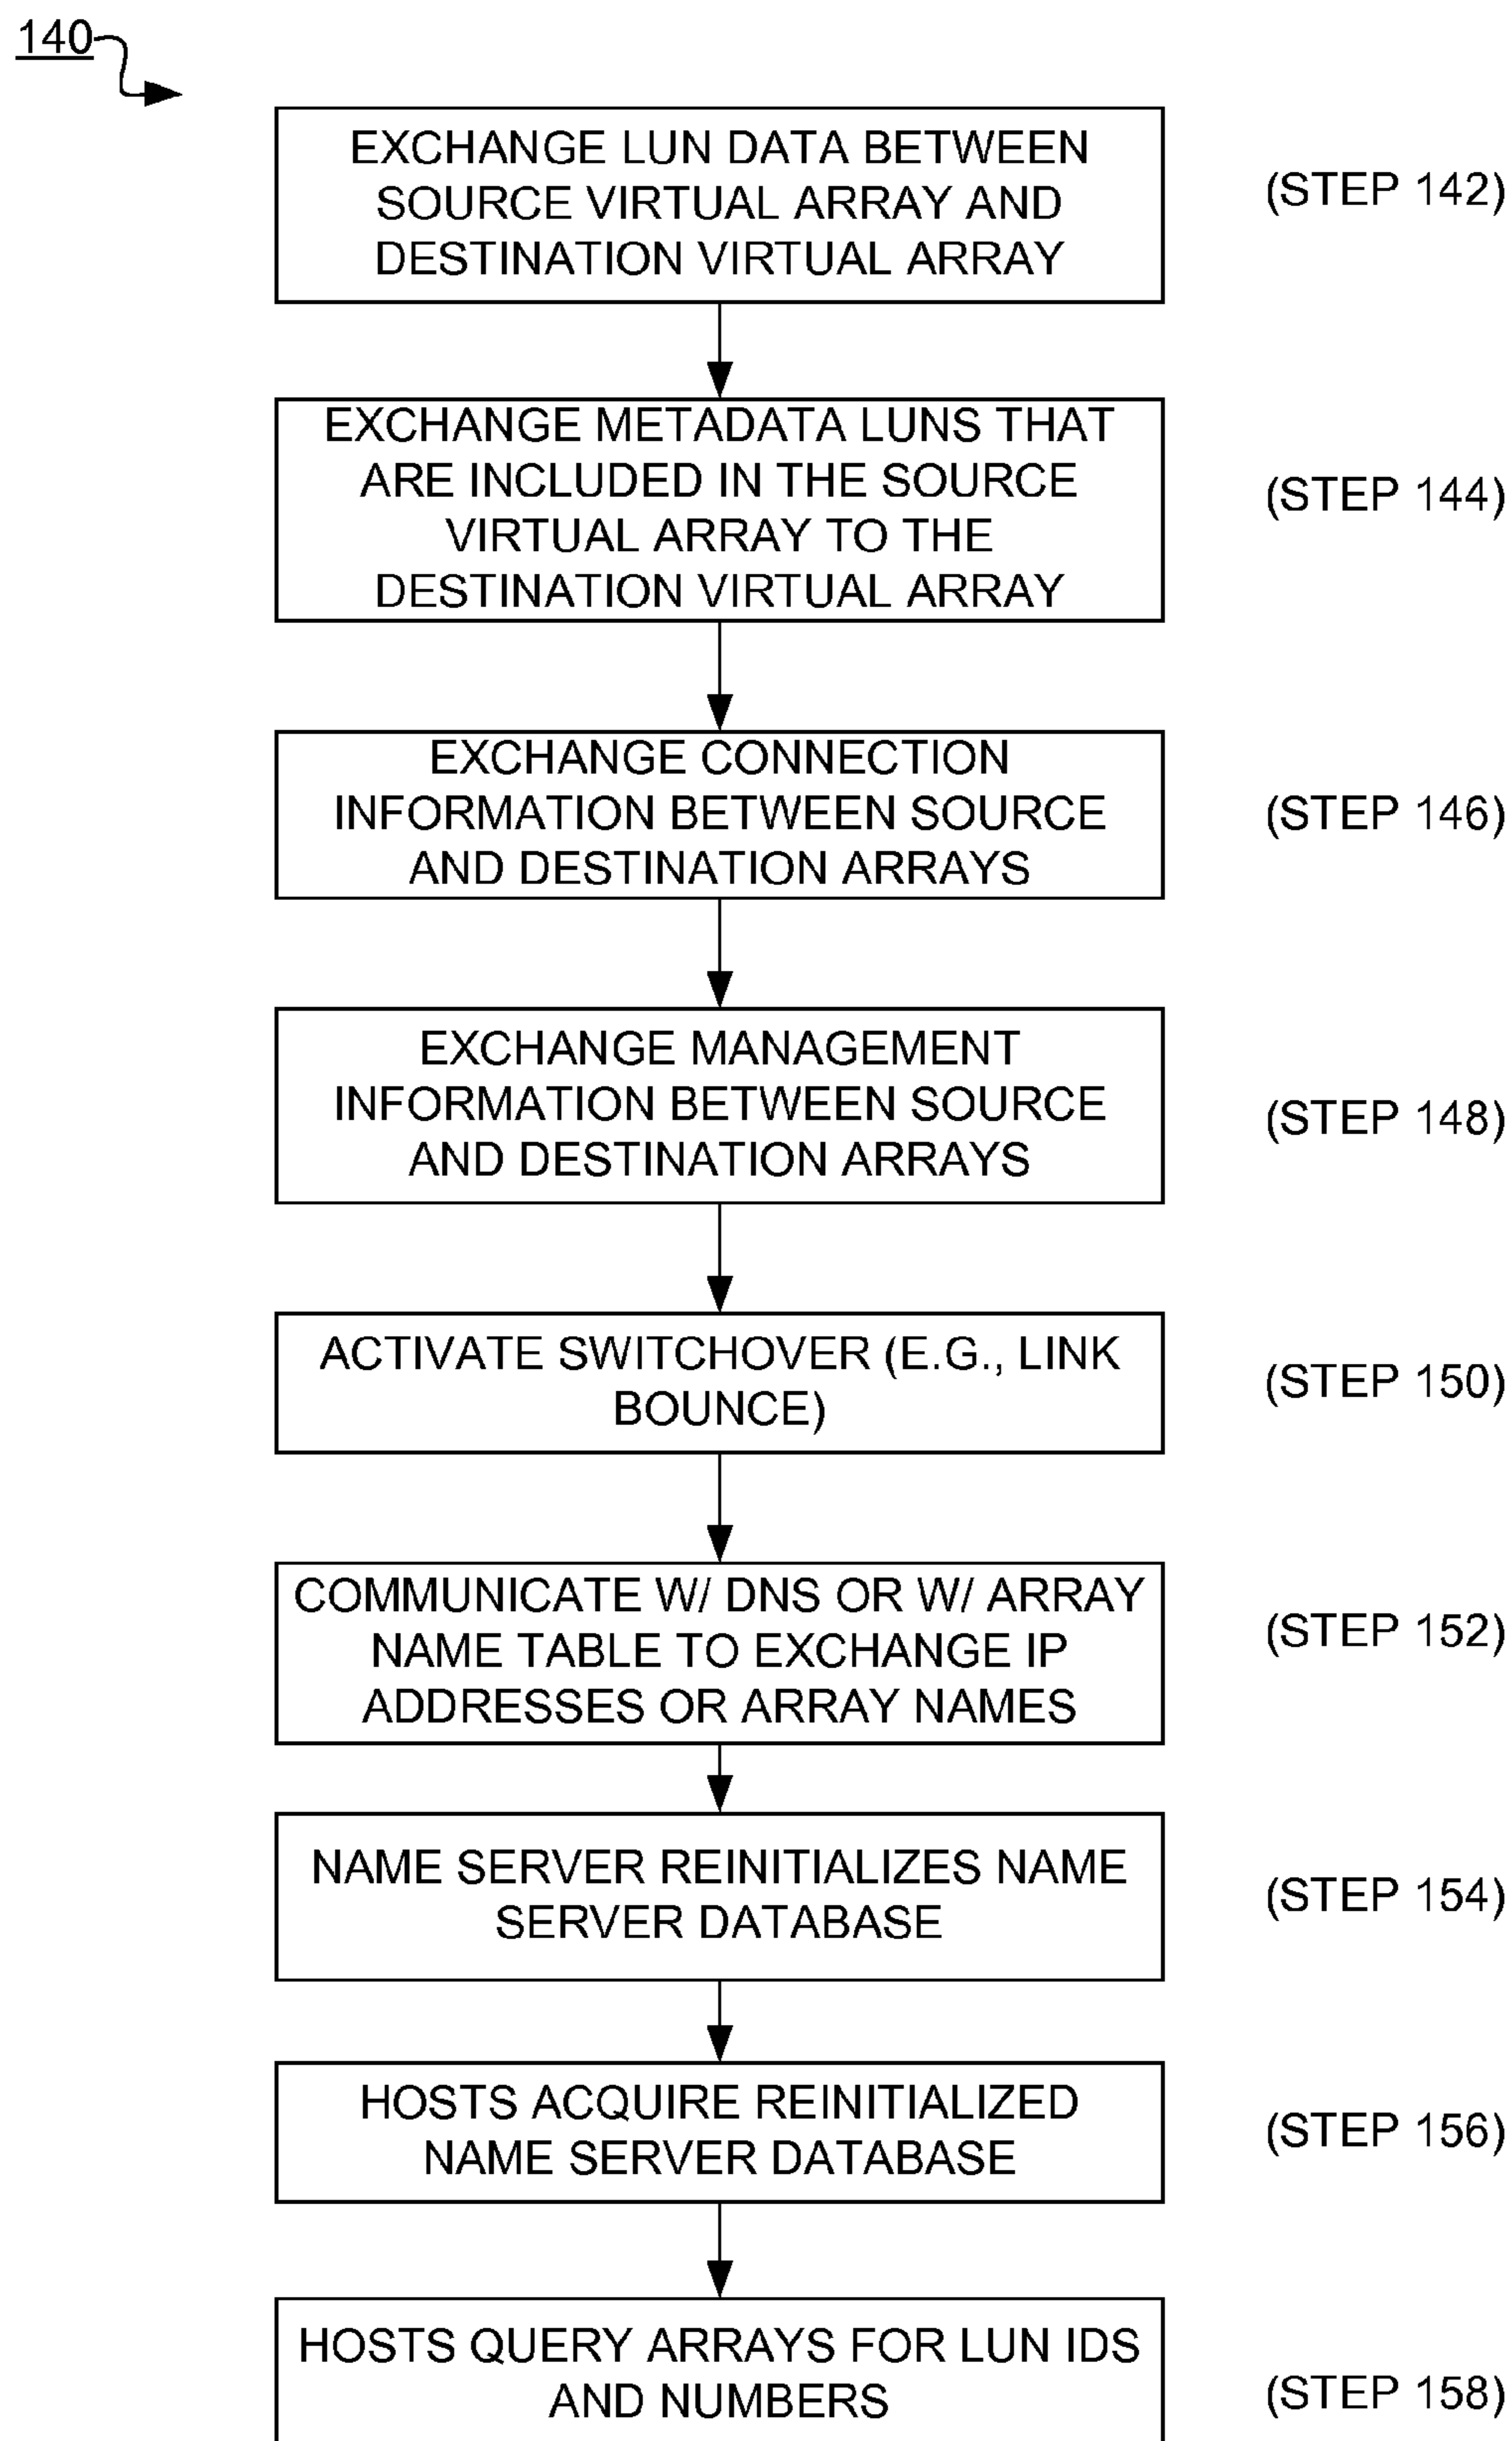 140
EXCHANGE LUN DATA BETWEEN
SOURCE VIRTUAL ARRAY AND
DESTINATION VIRTUAL ARRAY
(STEP 142)
EXCHANGE METADATA LUNS THAT
ARE INCLUDED IN THE SOURCE
VIRTUAL ARRAY TO THE
DESTINATION VIRTUAL ARRAY
(STEP 144)
EXCHANGE CONNECTION
INFORMATION BETWEEN SOURCE
AND DESTINATION ARRAYS
(STEP 146)
EXCHANGE MANAGEMENT
INFORMATION BETWEEN SOURCE
AND DESTINATION ARRAYS
(STEP 148)
ACTIVATE SWITCHOVER (E.G., LINK
BOUNCE)
(STEP 150)
COMMUNICATE W/ DNS OR W/ ARRAY
NAME TABLE TO EXCHANGE IP
ADDRESSES OR ARRAY NAMES
(STEP 152)
NAME SERVER REINITIALIZES NAME
SERVER DATABASE
(STEP 154)
HOSTS ACQUIRE REINITIALIZED
NAME SERVER DATABASE
(STEP 156)
HOSTS QUERY ARRAYS FOR LUN IDS
AND NUMBERS
(STEP 158)